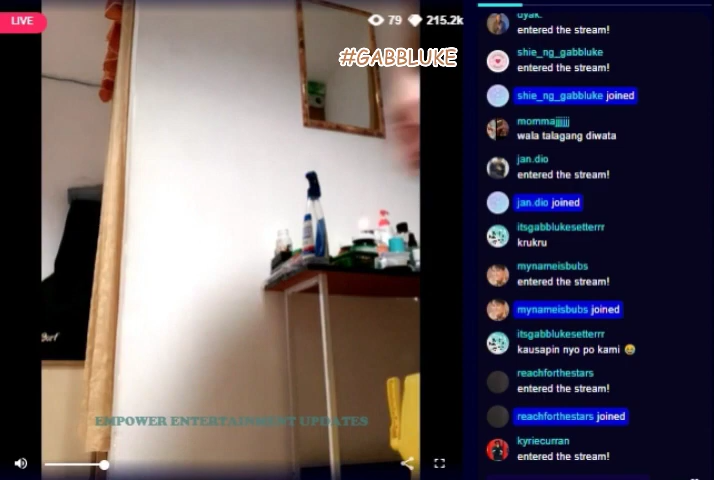 LIVE
79 215.2k
#GABBLUKE
EMPOWER ENTERTAINMENT UPDATES
entered the stream!
shie_ng_gabbluke
entered the stream!
shie_ng_gabbluke joined
mommajjjjjj
wala talagang diwata
jan.dio
entered the stream!
jan.dio joined
itsgabblukesetterrr
krukru
mynameisbubs
entered the stream!
mynameisbubs joined
itsgabblukesetterrr
kausapin nyo po kami 😭
reachforthestars
entered the stream!
reachforthestars joined
kyriecurran
entered the stream!